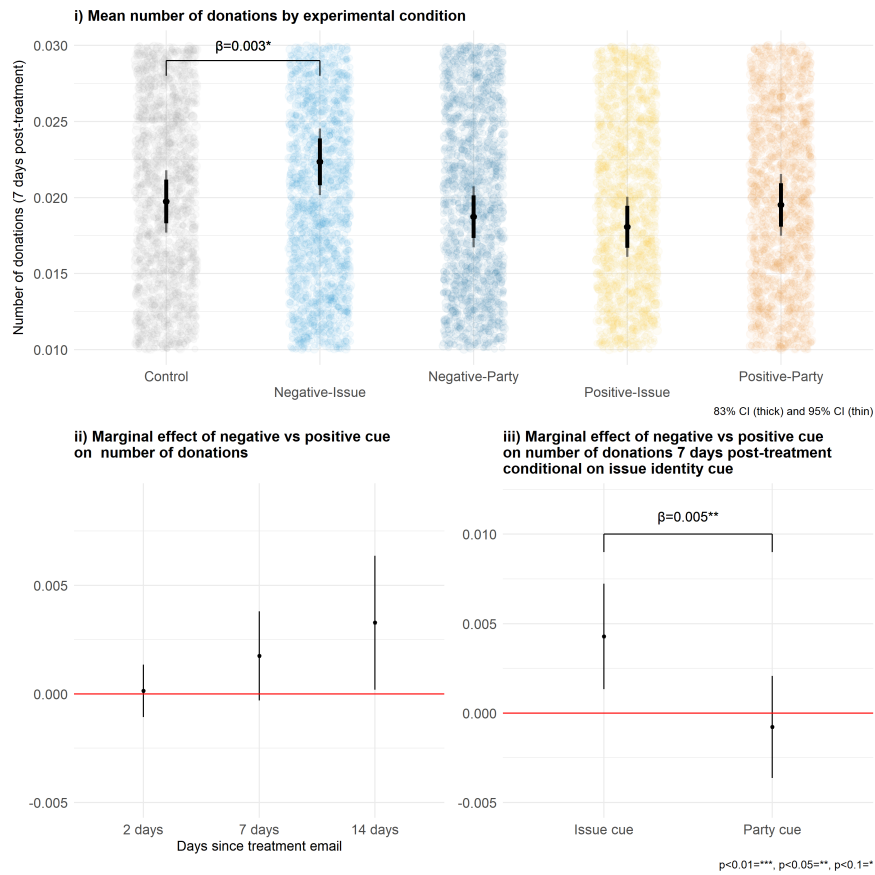 i) Mean number of donations by experimental condition
Number of donations (7 days post-treatment)
0.030
0.025
0.020
0.015
0.010
β=0.003*
Control
Negative-Issue
Negative-Party
Positive-Issue
Positive-Party
83% CI (thick) and 95% CI (thin)
ii) Marginal effect of negative vs positive cue
on  number of donations
0.005
0.000
-0.005
2 days
7 days
14 days
Days since treatment email
iii) Marginal effect of negative vs positive cue
on number of donations 7 days post-treatment
conditional on issue identity cue
0.010
0.005
0.000
-0.005
β=0.005**
Issue cue
Party cue
p<0.01=***, p<0.05=**, p<0.1=*